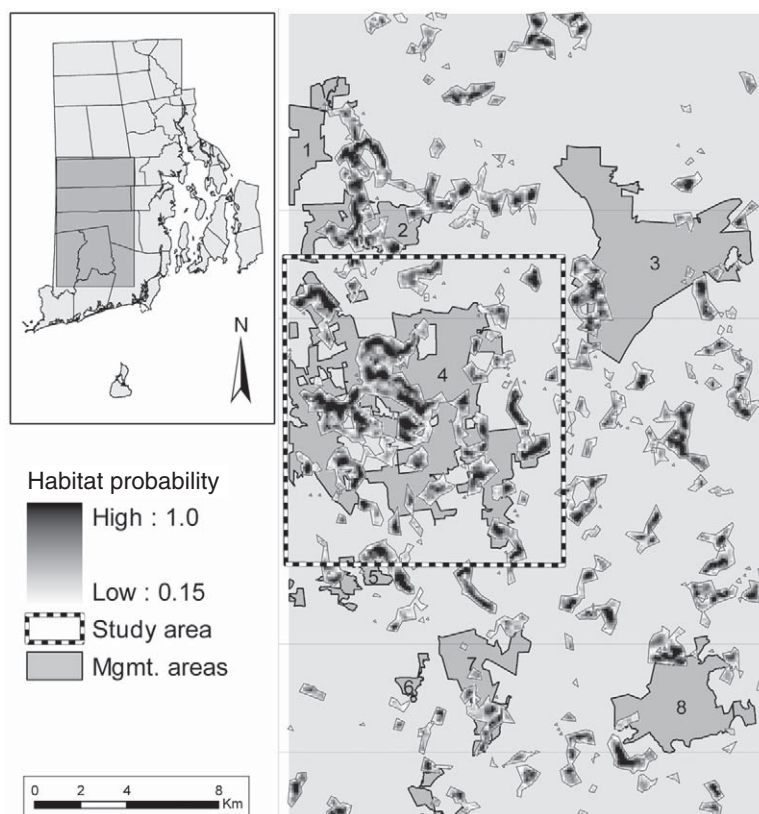 N
Habitat probability
High : 1.0
Low : 0.15
Study area
Mgmt. areas
0 2 4 8
Km
1
2
3
4
5
6
7
8